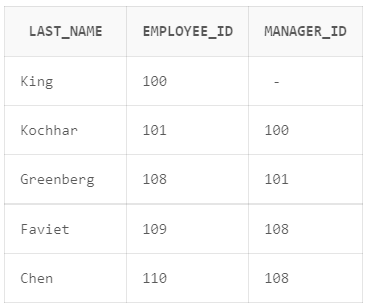 LAST_NAME EMPLOYEE_ID MANAGER_ID
King 100 -
Kochhar 101 100
Greenberg 108 101
Faviet 109 108
Chen 110 108